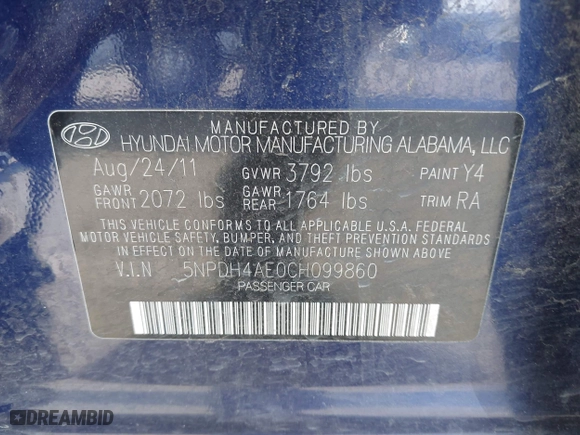 MANUFACTURED BY
HYUNDAI MOTOR MANUFACTURING ALABAMA, LLC
Aug/24/11 GVWR 3792 lbs PAINT Y4
GAWR FRONT 2072 lbs GAWR REAR 1764 lbs TRIM RA
THIS VEHICLE CONFORMS TO ALL APPLICABLE U.S.A. FEDERAL
MOTOR VEHICLE SAFETY, BUMPER, AND THEFT PREVENTION
STANDARDS IN EFFECT ON THE DATE OF MANUFACTURE SHOWN ABOVE.
V.I.N 5NPDH4AE0CH099860
PASSENGER CAR
DREAMBID